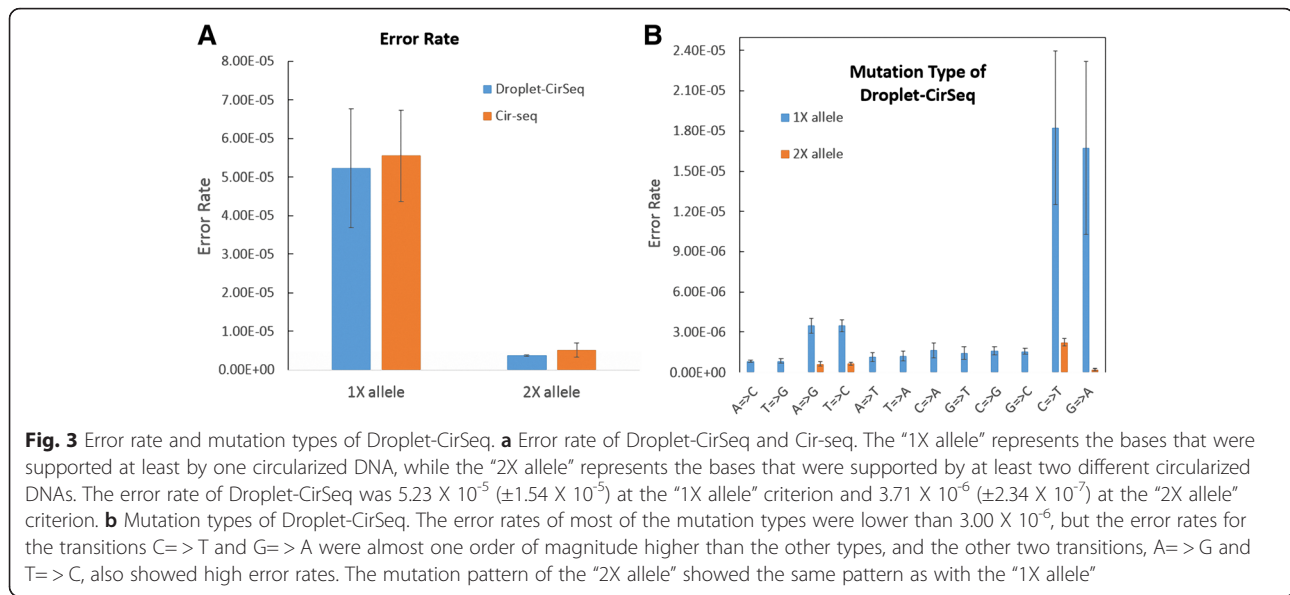 A
Error Rate
8.00E-05
7.00E-05
6.00E-05
5.00E-05
4.00E-05
3.00E-05
2.00E-05
1.00E-05
0.00E+00
Error Rate
Droplet-CirSeq
Cir-seq
1X allele
2X allele
B
Mutation Type of
Droplet-CirSeq
2.40E-05
2.10E-05
1.80E-05
1.50E-05
1.20E-05
9.00E-06
6.00E-06
3.00E-06
0.00E+00
Error Rate
1X allele
2X allele
A=>C
T=>G
A=>G
T=>C
A=>T
T=>A
C=>A
G=>T
C=>G
G=>C
C=>T
G=>A
Fig. 3 Error rate and mutation types of Droplet-CirSeq. a Error rate of Droplet-CirSeq and Cir-seq. The “1X allele” represents the bases that were
supported at least by one circularized DNA, while the “2X allele” represents the bases that were supported by at least two different circularized
DNAs. The error rate of Droplet-CirSeq was 5.23 X 10⁻⁵ (±1.54 X 10⁻⁵) at the “1X allele” criterion and 3.71 X 10⁻⁶ (±2.34 X 10⁻⁷) at the “2X allele”
criterion. b Mutation types of Droplet-CirSeq. The error rates of most of the mutation types were lower than 3.00 X 10⁻⁶, but the error rates for
the transitions C= > T and G= > A were almost one order of magnitude higher than the other types, and the other two transitions, A= > G and
T= > C, also showed high error rates. The mutation pattern of the “2X allele” showed the same pattern as with the “1X allele”